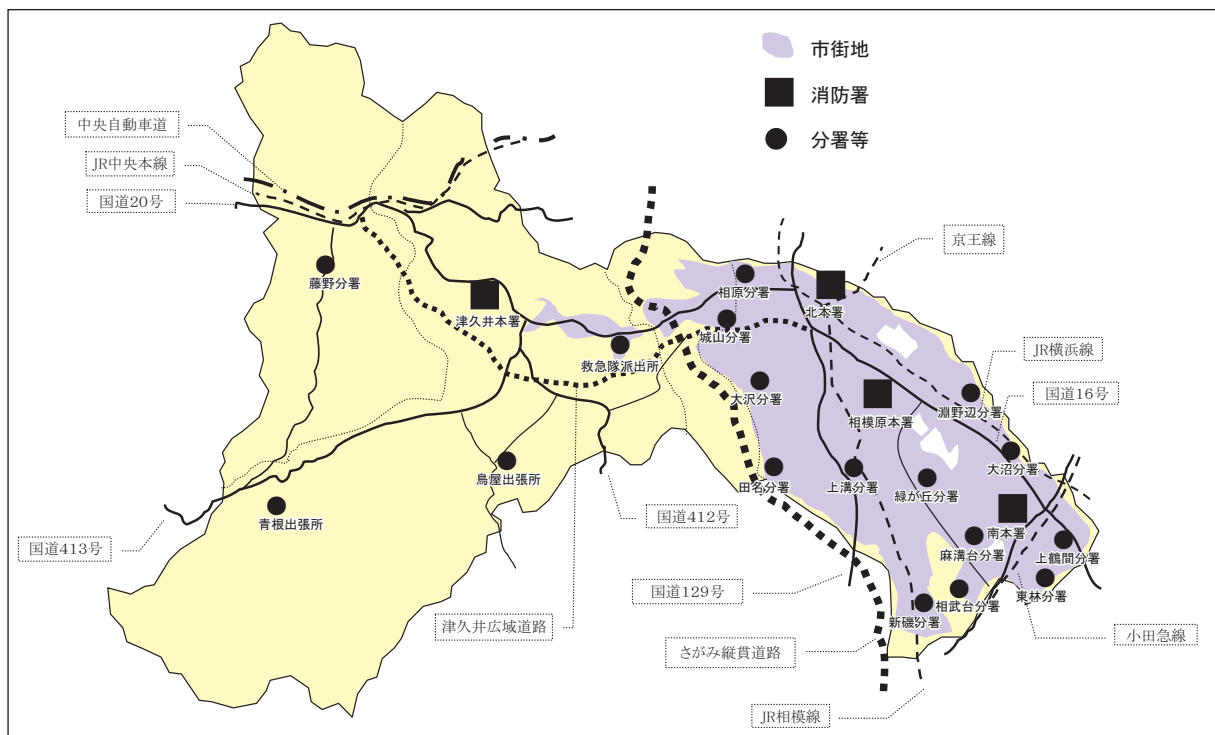 市街地
消防署
分署等
中央自動車道
JR中央本線
国道20号
京王線
藤野分署
津久井本署
相原分署
北本署
城山分署
救急隊派出所
JR横浜線
大沢分署
国道16号
相模原本署
淵野辺分署
大沼分署
鳥屋出張所
田名分署
上溝分署
緑が丘分署
青根出張所
国道412号
南本署
国道413号
麻溝台分署
上鶴間分署
国道129号
東林分署
相武台分署
新磯分署
津久井広域道路
さがみ縦貫道路
小田急線
JR相模線